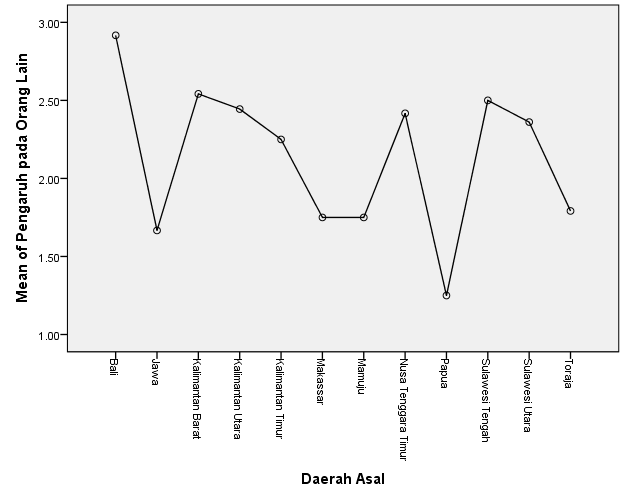 Mean of Pengaruh pada Orang Lain
3.00
2.50
2.00
1.50
1.00
Bali
Jawa
Kalimantan Barat
Kalimantan Utara
Kalimantan Timur
Makassar
Mamuju
Nusa Tenggara Timur
Papua
Sulawesi Tengah
Sulawesi Utara
Toraja
Daerah Asal